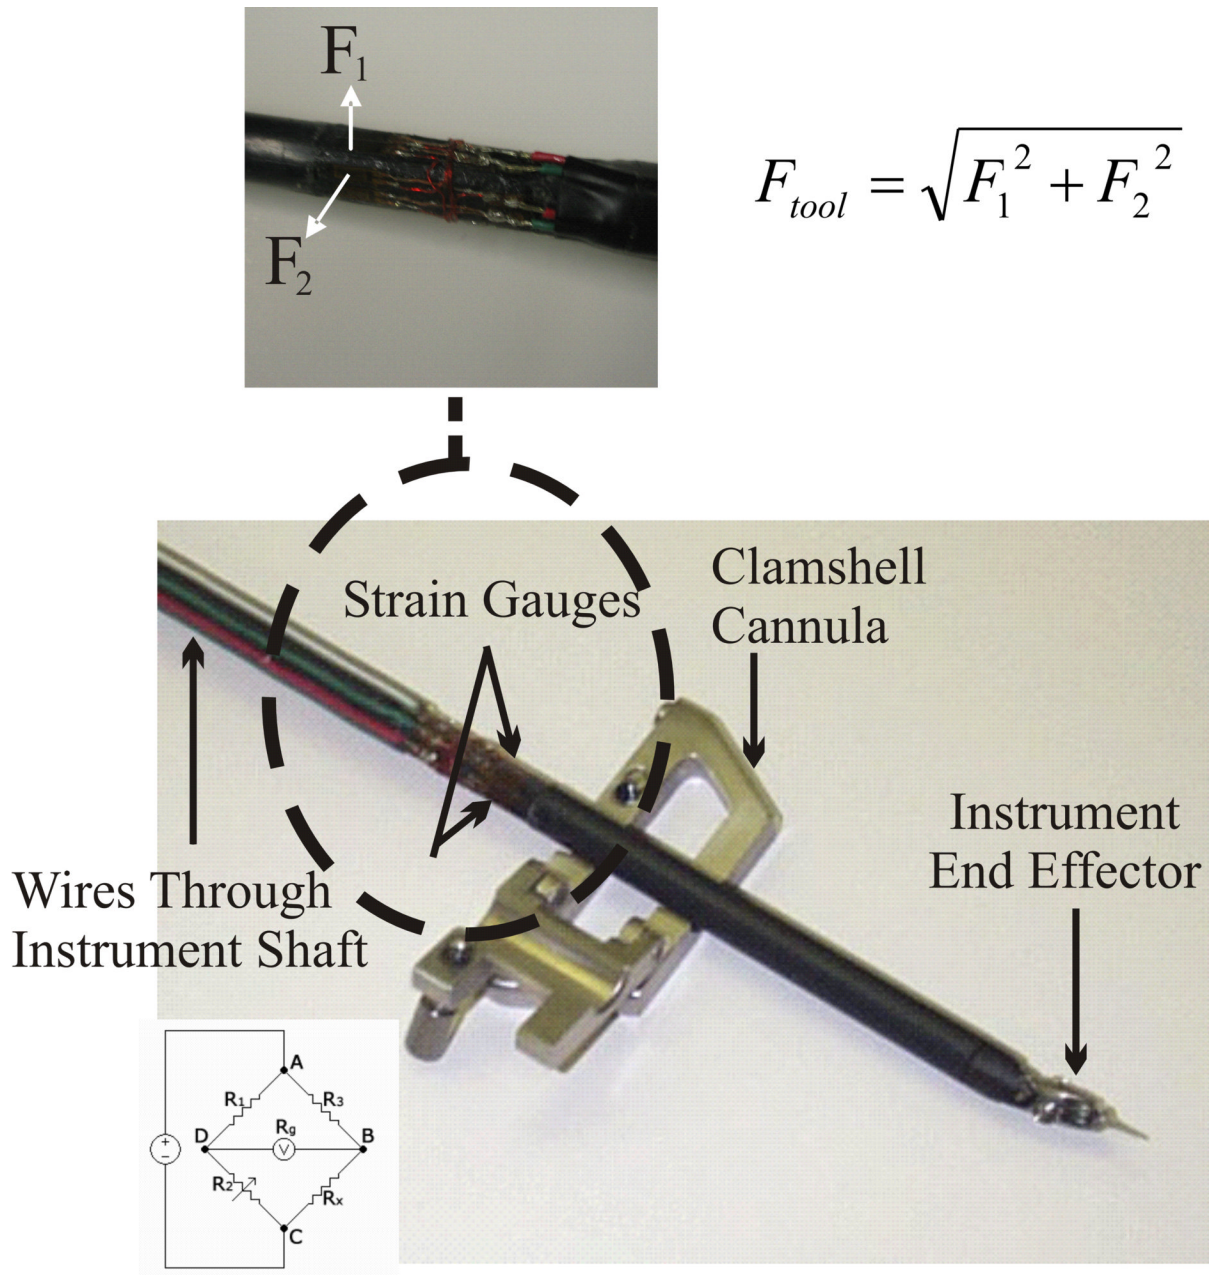 F₁
F₂
F_tool = √(F₁² + F₂²)
Strain Gauges
Clamshell
Cannula
Instrument
End Effector
Wires Through
Instrument Shaft
A
R₁
R₃
D
Rg
B
+
−
V
R₂
Rx
C